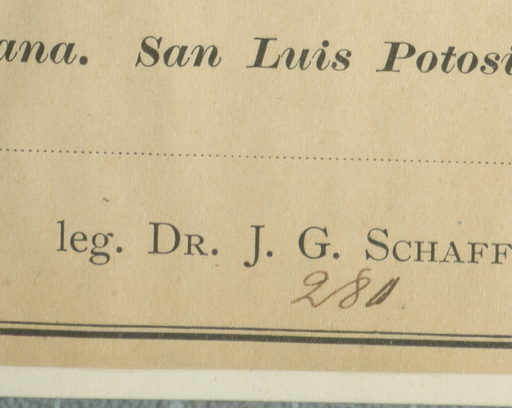 ana. San Luis Potosi
leg. Dr. J. G. Schaff
280